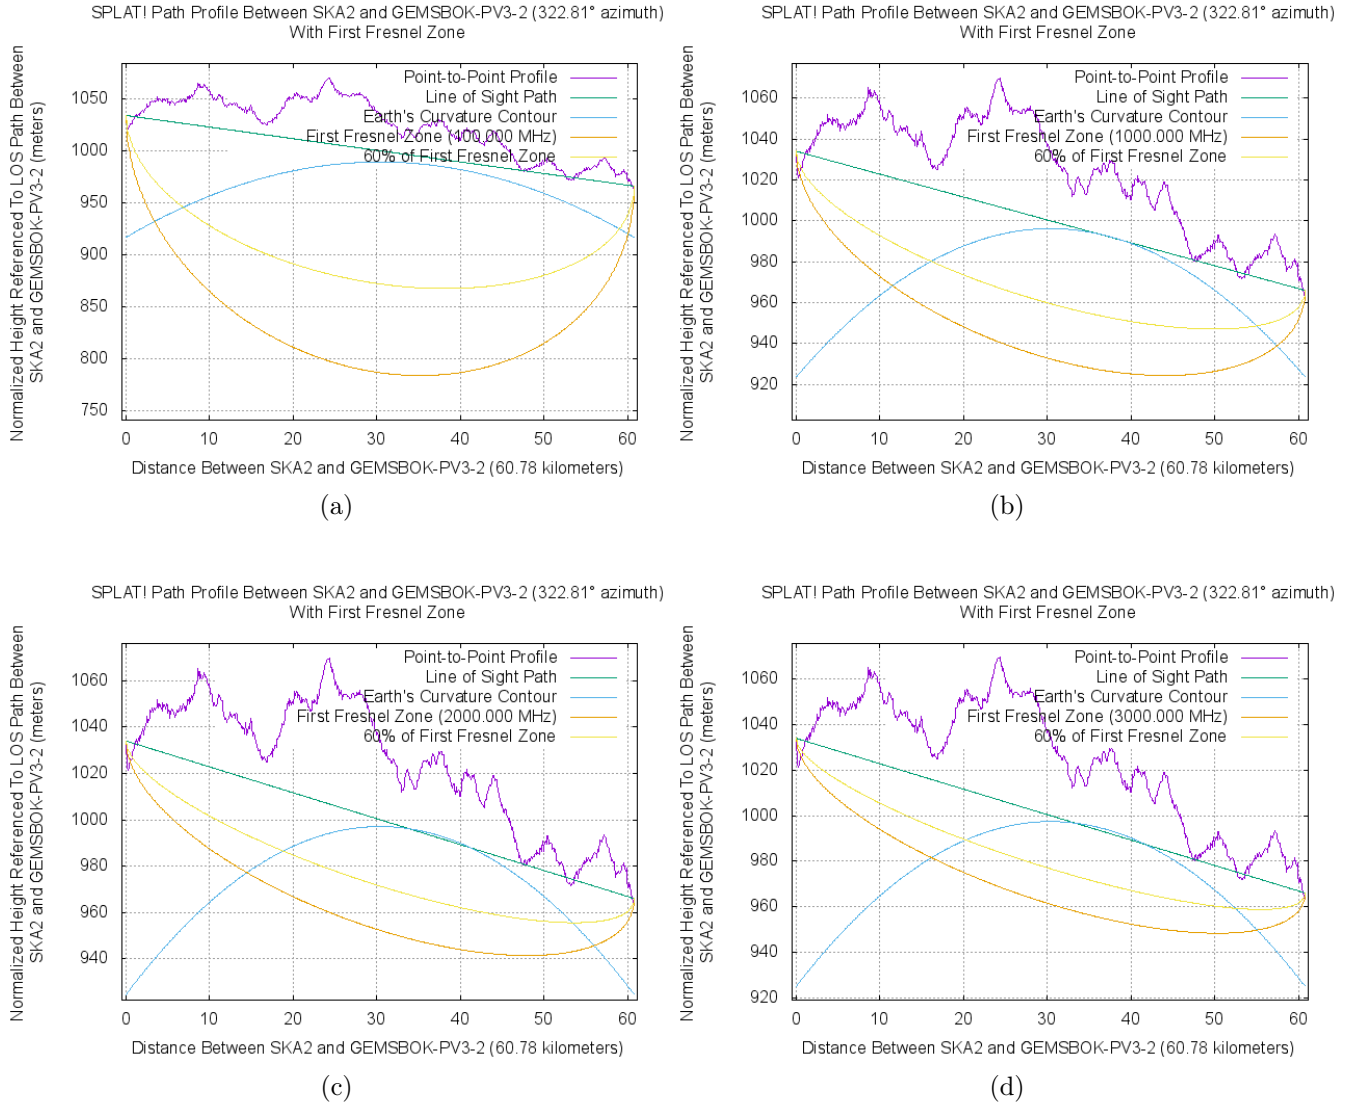 SPLAT! Path Profile Between SKA2 and GEMSBOK-PV3-2 (322.81° azimuth)
With First Fresnel Zone
Normalized Height Referenced To LOS Path Between
SKA2 and GEMSBOK-PV3-2 (meters)
Point-to-Point Profile
Line of Sight Path
Earth's Curvature Contour
First Fresnel Zone (100.000 MHz)
60% of First Fresnel Zone
1050
1000
950
900
850
800
750
0 10 20 30 40 50 60
Distance Between SKA2 and GEMSBOK-PV3-2 (60.78 kilometers)
(a)
SPLAT! Path Profile Between SKA2 and GEMSBOK-PV3-2 (322.81° azimuth)
With First Fresnel Zone
Normalized Height Referenced To LOS Path Between
SKA2 and GEMSBOK-PV3-2 (meters)
Point-to-Point Profile
Line of Sight Path
Earth's Curvature Contour
First Fresnel Zone (1000.000 MHz)
60% of First Fresnel Zone
1060
1040
1020
1000
980
960
940
920
0 10 20 30 40 50 60
Distance Between SKA2 and GEMSBOK-PV3-2 (60.78 kilometers)
(b)
SPLAT! Path Profile Between SKA2 and GEMSBOK-PV3-2 (322.81° azimuth)
With First Fresnel Zone
Normalized Height Referenced To LOS Path Between
SKA2 and GEMSBOK-PV3-2 (meters)
Point-to-Point Profile
Line of Sight Path
Earth's Curvature Contour
First Fresnel Zone (2000.000 MHz)
60% of First Fresnel Zone
1060
1040
1020
1000
980
960
940
0 10 20 30 40 50 60
Distance Between SKA2 and GEMSBOK-PV3-2 (60.78 kilometers)
(c)
SPLAT! Path Profile Between SKA2 and GEMSBOK-PV3-2 (322.81° azimuth)
With First Fresnel Zone
Normalized Height Referenced To LOS Path Between
SKA2 and GEMSBOK-PV3-2 (meters)
Point-to-Point Profile
Line of Sight Path
Earth's Curvature Contour
First Fresnel Zone (3000.000 MHz)
60% of First Fresnel Zone
1060
1040
1020
1000
980
960
940
920
0 10 20 30 40 50 60
Distance Between SKA2 and GEMSBOK-PV3-2 (60.78 kilometers)
(d)